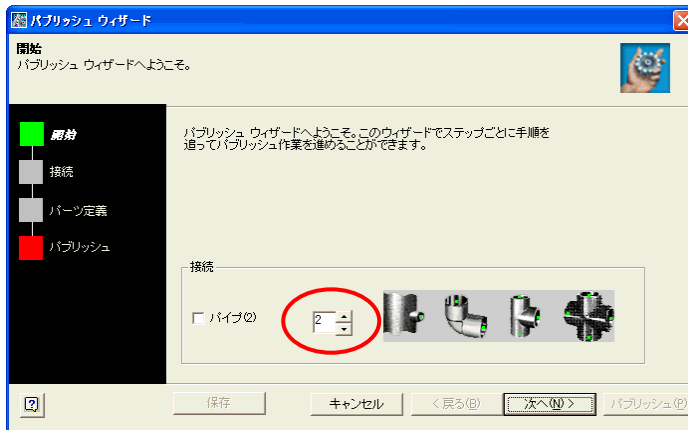 パブリッシュ ウィザード
開始
パブリッシュ ウィザードへようこそ。
開始
接続
パーツ定義
パブリッシュ
パブリッシュ ウィザードへようこそ。このウィザードでステップごとに手順を
追ってパブリッシュ作業を進めることができます。
接続
パイプ(2)
2
保存
キャンセル
< 戻る(B)
次へ(N) >
パブリッシュ(P)